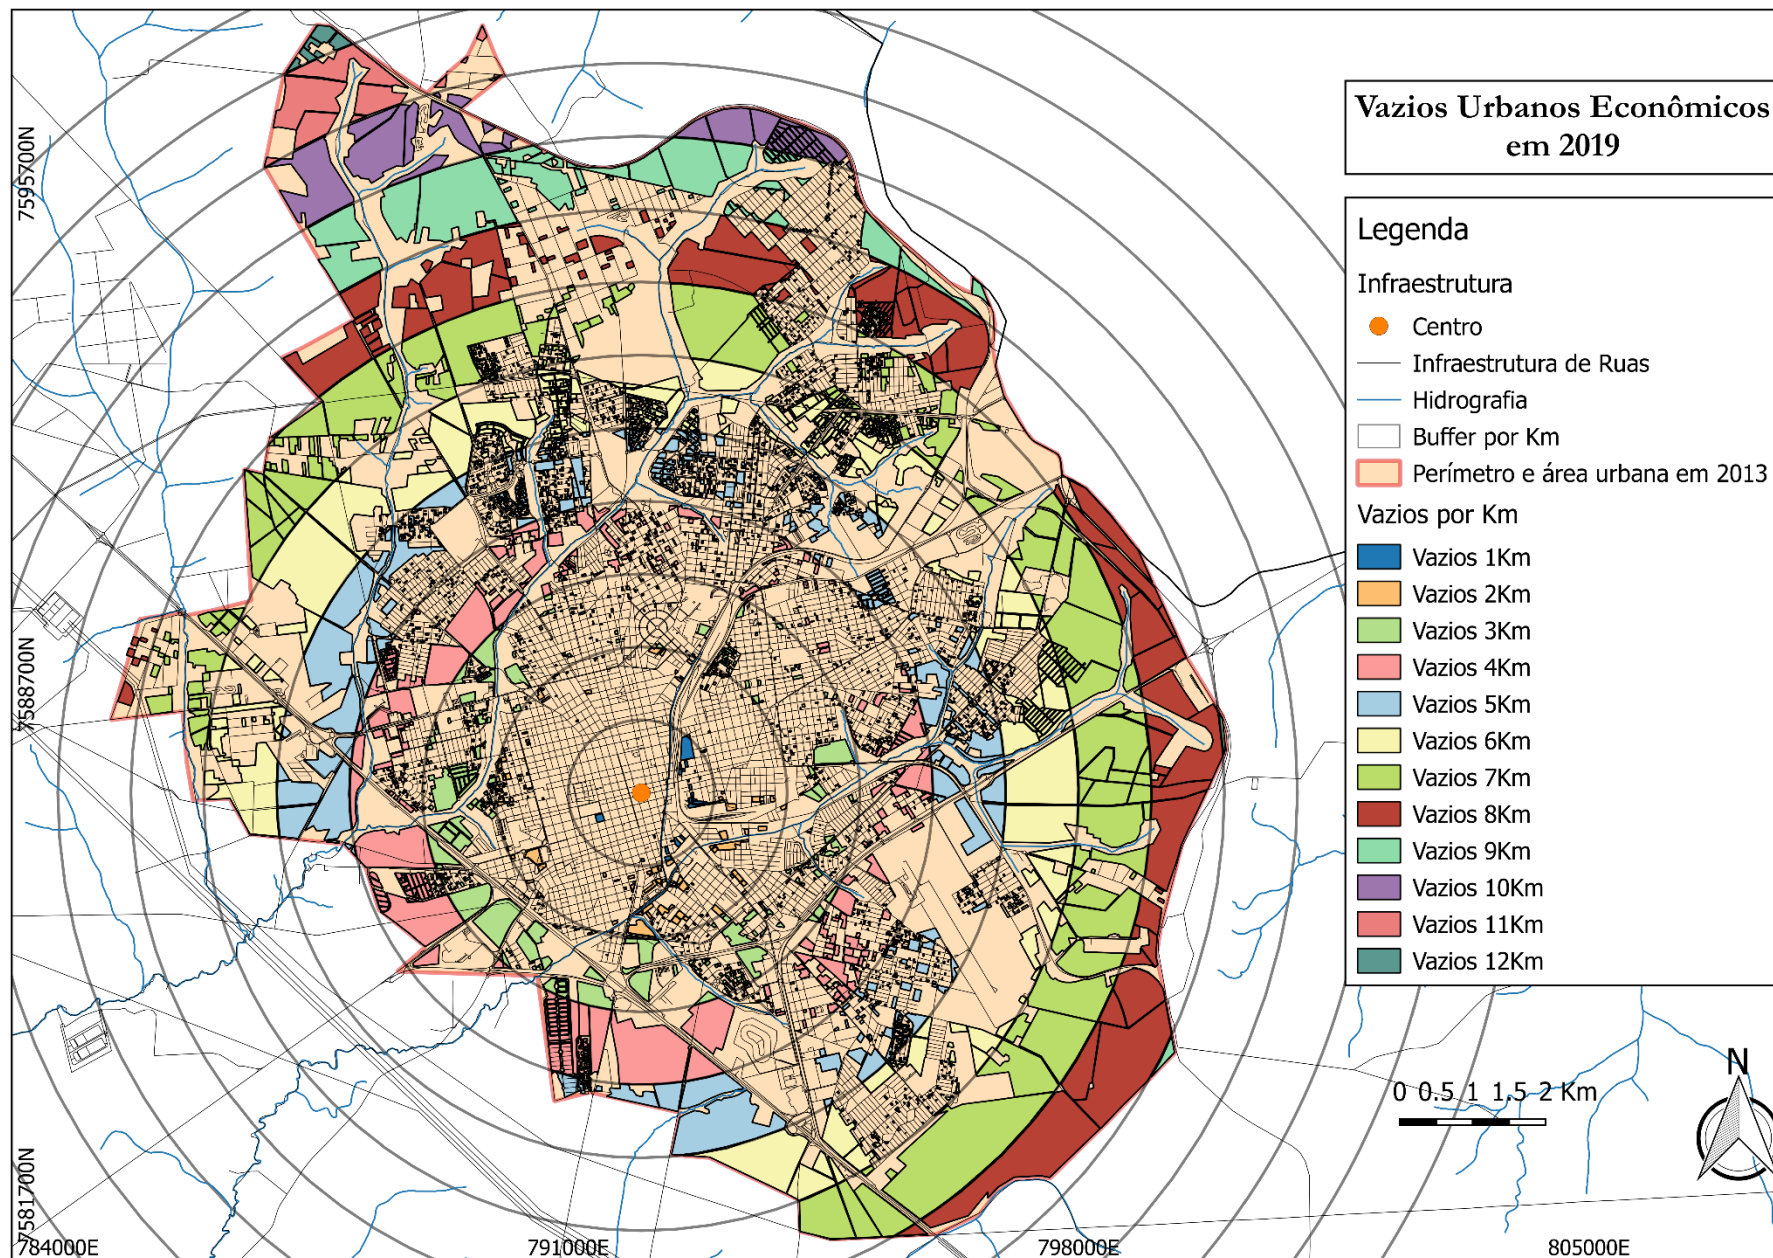 Vazios Urbanos Econômicos
em 2019
Legenda
Infraestrutura
Centro
Infraestrutura de Ruas
Hidrografia
Buffer por Km
Perímetro e área urbana em 2013
Vazios por Km
Vazios 1Km
Vazios 2Km
Vazios 3Km
Vazios 4Km
Vazios 5Km
Vazios 6Km
Vazios 7Km
Vazios 8Km
Vazios 9Km
Vazios 10Km
Vazios 11Km
Vazios 12Km
7595700N
7588700N
7581700N
N
0 0.5 1 1.5 2 Km
784000E
791000E
798000E
805000E